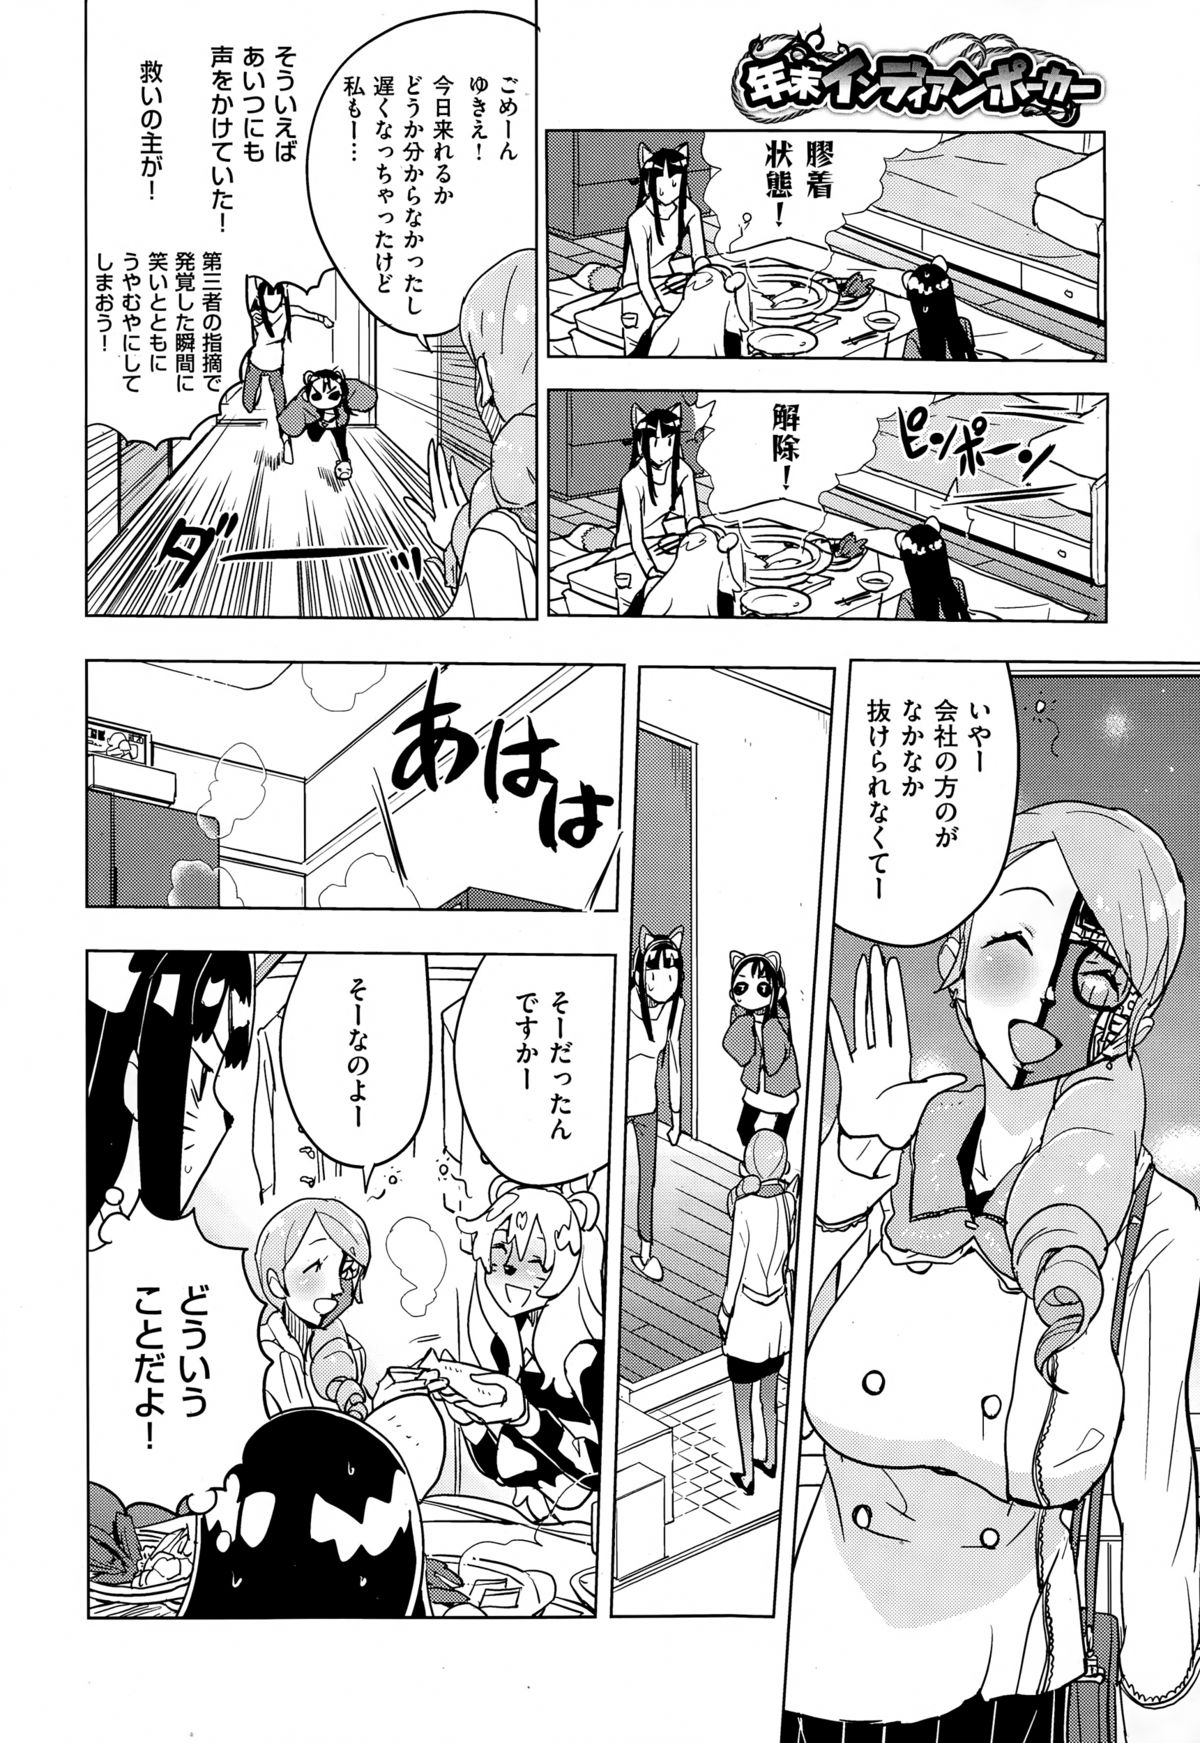 年末インディアンポーカー
膠着
状態!
ピンポーン
解除!
ごめーん
ゆきえ!
今日来れるか
どうか分からなかったし
遅くなっちゃったけど
私も…
そういえば
あいつにも
声をかけていた!
救いの主が!
第三者の指摘で
発覚した瞬間に
笑いとともに
うやむやにして
しまおう!
ダーッ
いやー
会社の方のが
なかなか
抜けられなくてー
あはは
そーだったん
ですかー
そーなのよー
どういう
ことだよ!